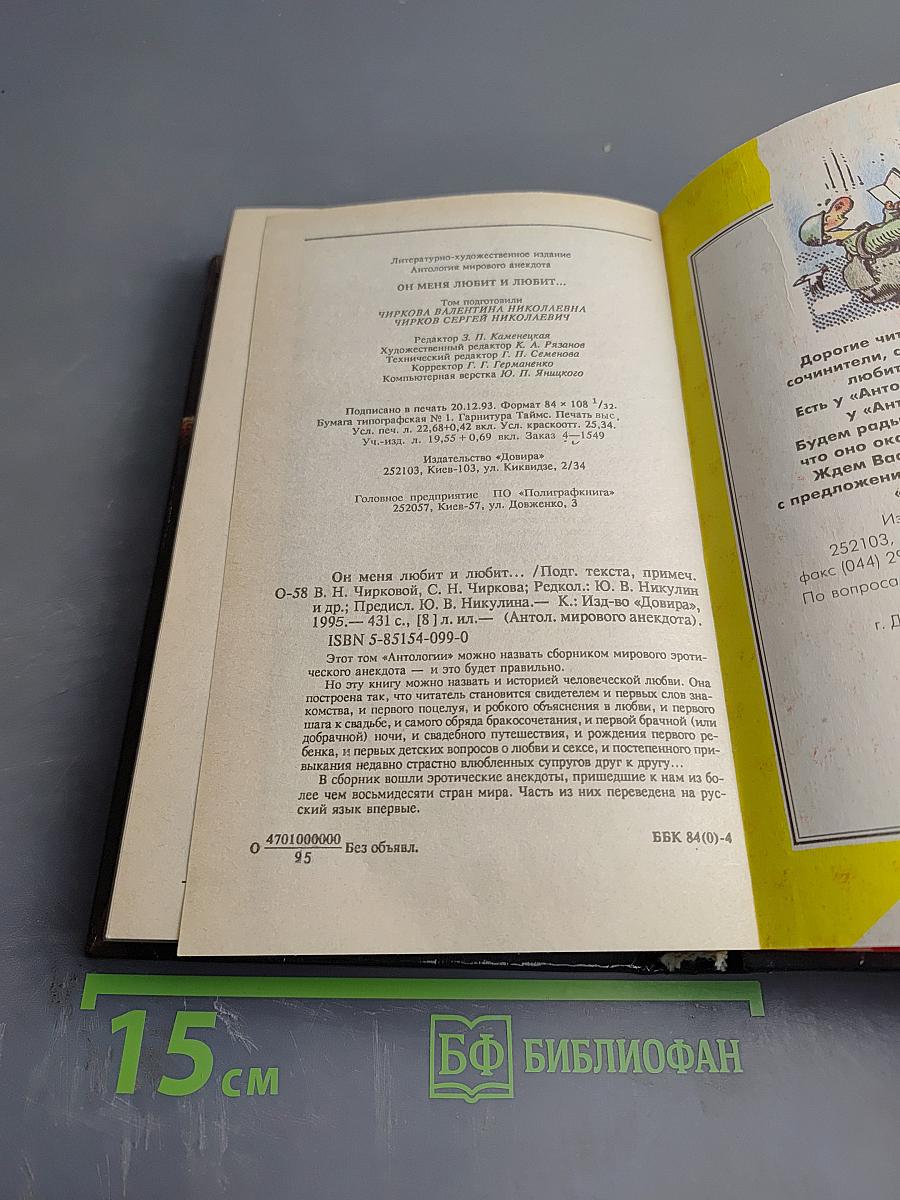 Литературно-художественное издание
Антология мирового анекдота
ОН МЕНЯ ЛЮБИТ И ЛЮБИТ...
Том подготовили
ЧИРКОВА ВАЛЕНТИНА НИКОЛАЕВНА
ЧИРКОВ СЕРГЕЙ НИКОЛАЕВИЧ
Редактор З. П. Каменецкая
Художественный редактор К. А. Рязанов
Технический редактор Г. П. Семенова
Корректор Г. Г. Германенко
Компьютерная верстка Ю. П. Яницкого
Подписано в печать 20.12.93. Формат 84 × 108 1/32.
Бумага типографская № 1. Гарнитура Таймс. Печать выс.
Усл. печ. л. 22,68+0,42 вкл. Усл. краскоотт. 25,34.
Уч.-изд. л. 19,55+0,69 вкл. Заказ 4—1549
Издательство «Довира»
252103, Киев-103, ул. Киквидзе, 2/34
Головное предприятие ПО «Полиграфкнига»
252057, Киев-57, ул. Довженко, 3
Он меня любит и любит... /Подг. текста, примеч.
О-58 В. Н. Чирковой, С. Н. Чиркова; Редкол.: Ю. В. Никулин
и др.; Предисл. Ю. В. Никулина.— К.: Изд-во «Довира»,
1995.— 431 с., [8] л. ил.— (Антол. мирового анекдота).
ISBN 5-85154-099-0
Этот том «Антологии» можно назвать сборником мирового эроти-
ческого анекдота — и это будет правильно.
Но эту книгу можно назвать и историей человеческой любви. Она
построена так, что читатель становится свидетелем и первых слов зна-
комства, и первого поцелуя, и робкого объяснения в любви, и первого
шага к свадьбе, и самого обряда бракосочетания, и первой брачной (или
добрачной) ночи, и свадебного путешествия, и рождения первого ре-
бенка, и первых детских вопросов о любви и сексе, и постепенного при-
выкания недавно страстно влюбленных супругов друг к другу...
В сборник вошли эротические анекдоты, пришедшие к нам из бо-
лее чем восьмидесяти стран мира. Часть из них переведена на рус-
ский язык впервые.
О 4701000000/95 Без объявл.
ББК 84(0)-4
Дорогие чит
сочинители, с
любит
Есть у «Анто
у «Ант
Будем рады
что оно ока
Ждем Вас
с предложени
Из
252103,
факс (044) 29
По вопроса
г. Д
15 см
БФ БИБЛИОФАН